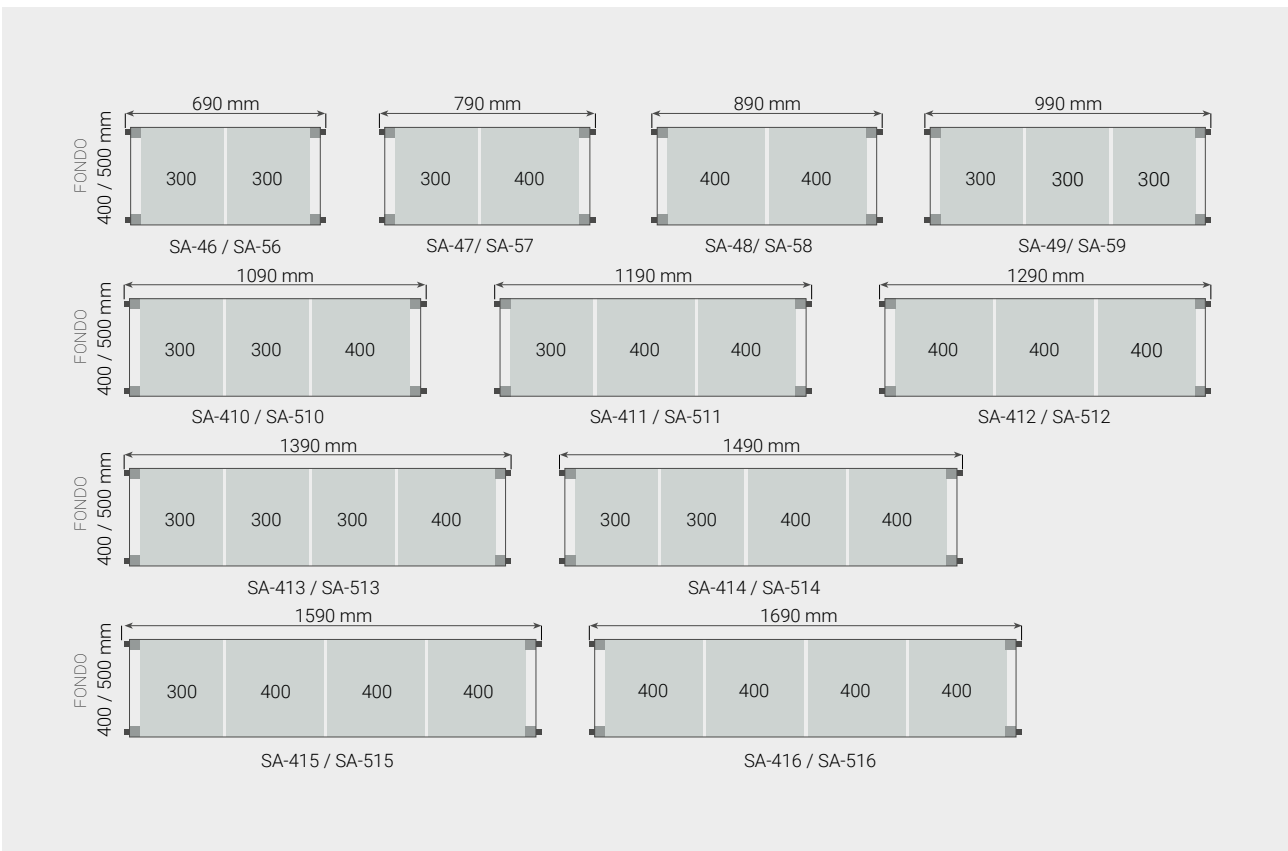 690 mm
790 mm
890 mm
990 mm
FONDO
400 / 500 mm
300 300
300 400
400 400
300 300 300
SA-46 / SA-56
SA-47/ SA-57
SA-48/ SA-58
SA-49/ SA-59
1090 mm
1190 mm
1290 mm
FONDO
400 / 500 mm
300 300 400
300 400 400
400 400 400
SA-410 / SA-510
SA-411 / SA-511
SA-412 / SA-512
1390 mm
1490 mm
FONDO
400 / 500 mm
300 300 300 400
300 300 400 400
SA-413 / SA-513
SA-414 / SA-514
1590 mm
1690 mm
FONDO
400 / 500 mm
300 400 400 400
400 400 400 400
SA-415 / SA-515
SA-416 / SA-516